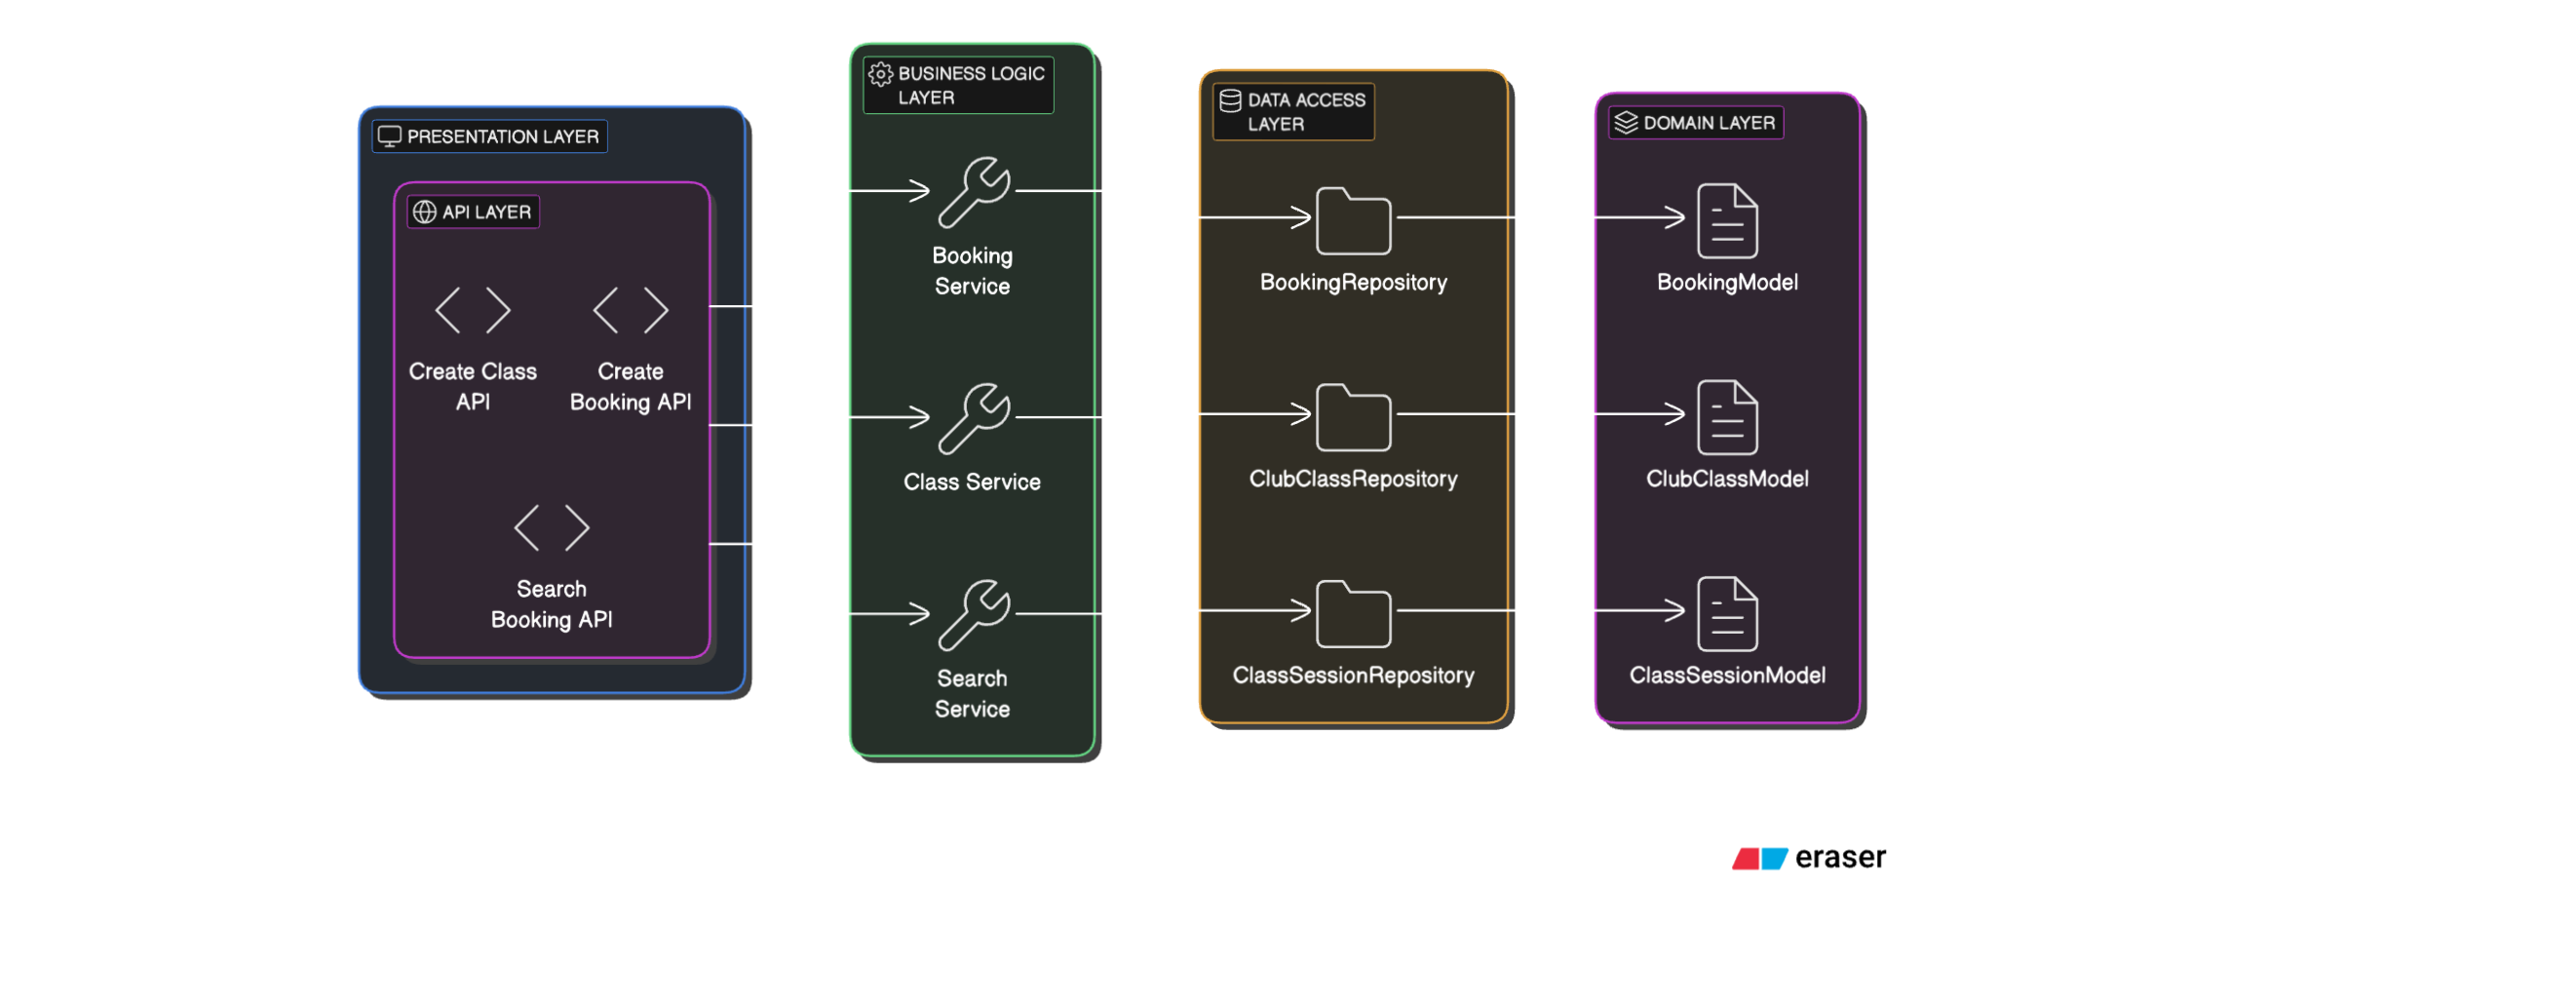 PRESENTATION LAYER
API LAYER
Create Class
API
Create
Booking API
Search
Booking API
BUSINESS LOGIC
LAYER
Booking
Service
Class Service
Search
Service
DATA ACCESS
LAYER
BookingRepository
ClubClassRepository
ClassSessionRepository
DOMAIN LAYER
BookingModel
ClubClassModel
ClassSessionModel
eraser